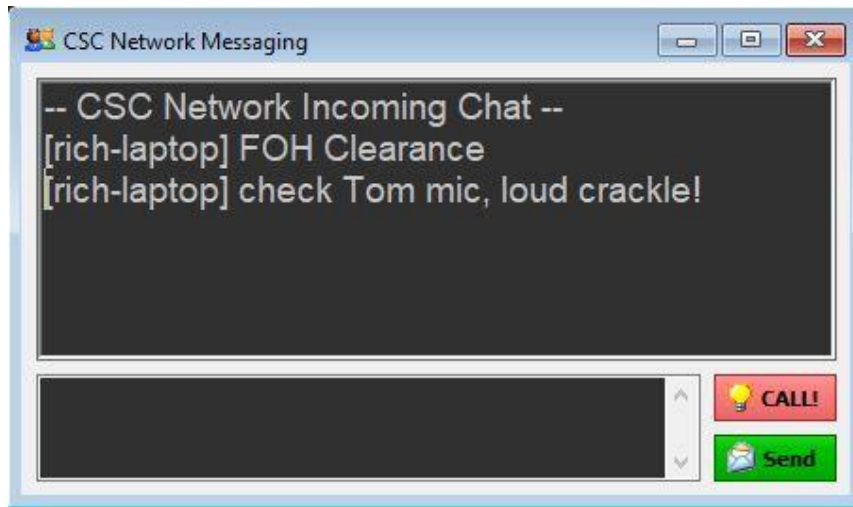 CSC Network Messaging
-- CSC Network Incoming Chat --
[rich-laptop] FOH Clearance
[rich-laptop] check Tom mic, loud crackle!
CALL!
Send